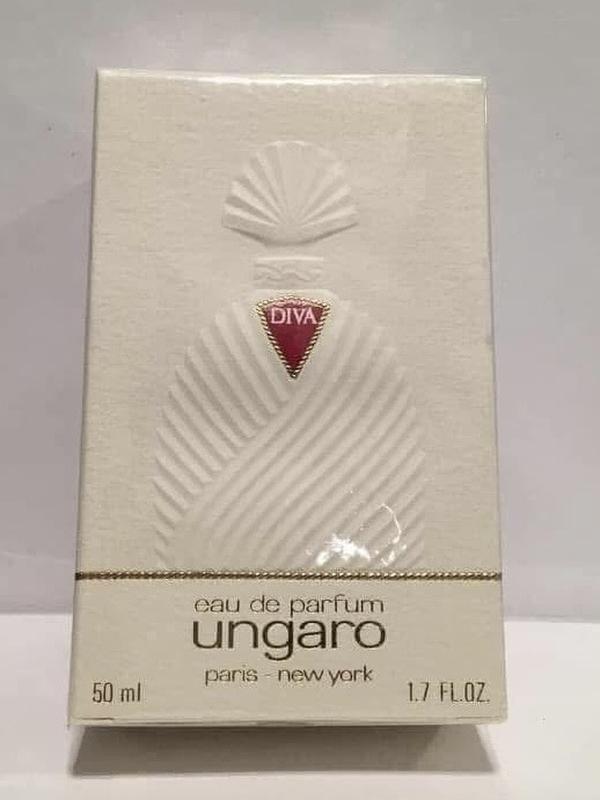 DIVA
eau de parfum
ungaro
paris - new york
50 ml
1.7 FL.OZ.